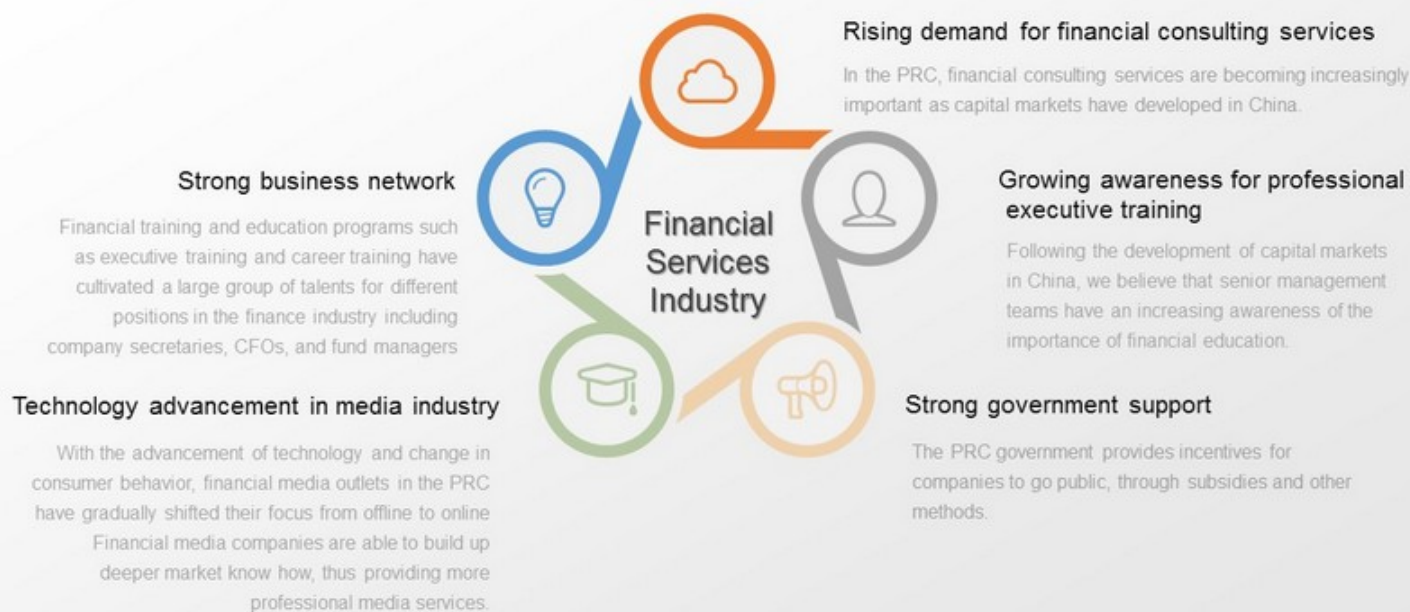 Rising demand for financial consulting services
In the PRC, financial consulting services are becoming increasingly
important as capital markets have developed in China.
Strong business network
Financial training and education programs such
as executive training and career training have
cultivated a large group of talents for different
positions in the finance industry including
company secretaries, CFOs, and fund managers
Financial
Services
Industry
Growing awareness for professional
executive training
Following the development of capital markets
in China, we believe that senior management
teams have an increasing awareness of the
importance of financial education.
Technology advancement in media industry
With the advancement of technology and change in
consumer behavior, financial media outlets in the PRC
have gradually shifted their focus from offline to online
Financial media companies are able to build up
deeper market know how, thus providing more
professional media services.
Strong government support
The PRC government provides incentives for
companies to go public, through subsidies and other
methods.